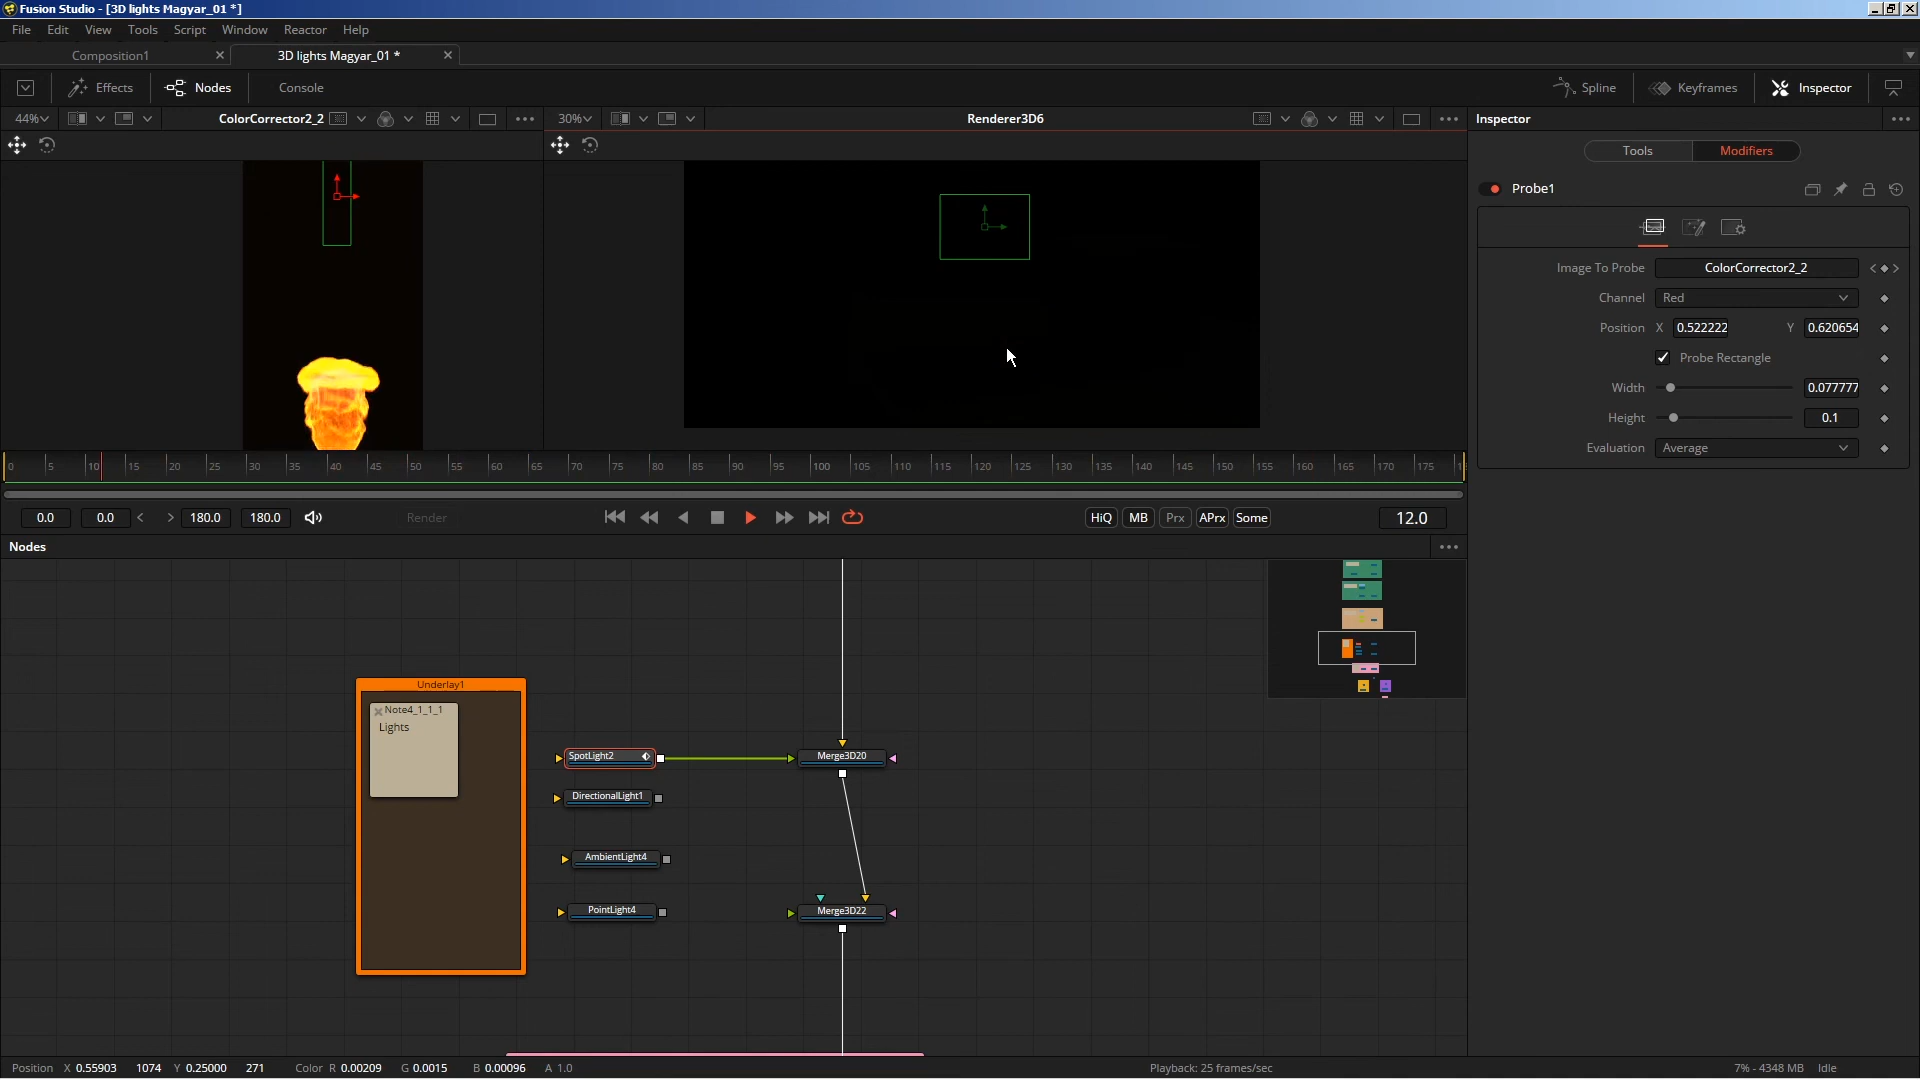 Fusion Studio - [3D lights Magyar_01 *]
File Edit View Tools Script Window Reactor Help
Composition1 3D lights Magyar_01 *
Effects Nodes Console Spline Keyframes Inspector
44% ColorCorrector2_2 30% Renderer3D6 Inspector
Tools Modifiers
Probe1
Image To Probe ColorCorrector2_2
Channel Red
Position X 0.522222 Y 0.620654
Probe Rectangle
Width 0.077777
Height 0.1
Evaluation Average
0 5 10 15 20 25 30 35 40 45 50 55 60 65 70 75 80 85 90 95 100 105 110 115 120 125 130 135 140 145 150 155 160 165 170 175
0.0 0.0 180.0 180.0 Render HiQ MB Prx APrx Some 12.0
Nodes
Underlay1
Note4_1_1_1
Lights
SpotLight2 Merge3D20
DirectionalLight1
AmbientLight4
PointLight4 Merge3D22
Position X 0.55903 1074 Y 0.25000 271 Color R 0.00209 G 0.0015 B 0.00096 A 1.0 Playback: 25 frames/sec 7% - 4348 MB Idle